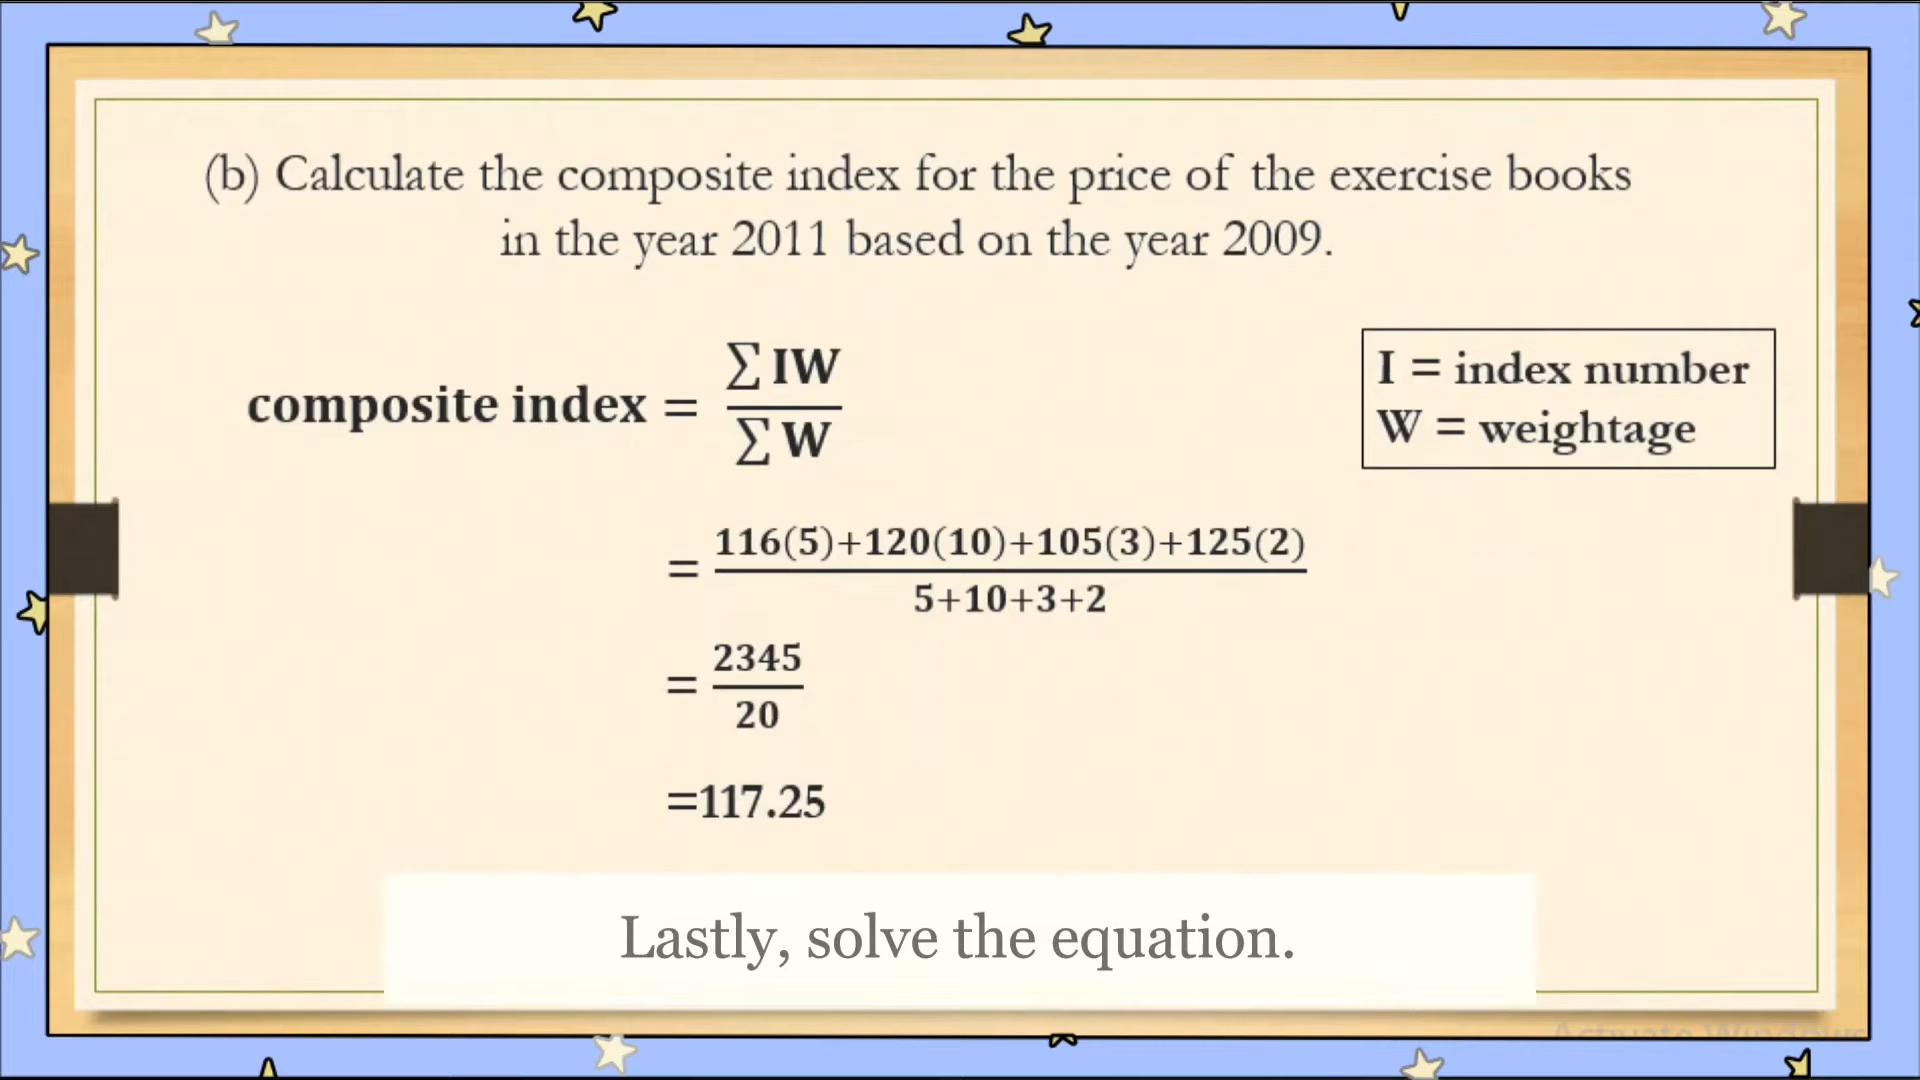 (b) Calculate the composite index for the price of the exercise books
in the year 2011 based on the year 2009.
composite index = ∑ IW / ∑ W
I = index number
W = weightage
= 116(5)+120(10)+105(3)+125(2) / 5+10+3+2
= 2345 / 20
=117.25
Lastly, solve the equation.